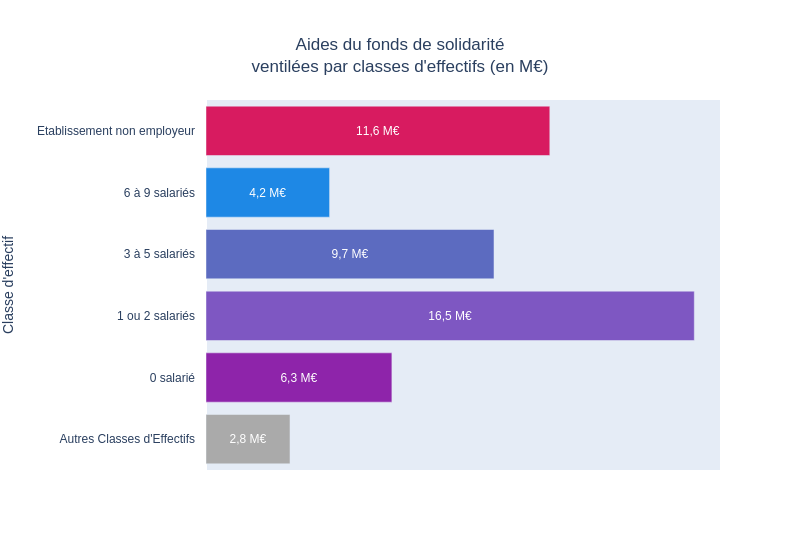 Aides du fonds de solidarité
ventilées par classes d'effectifs (en M€)
Classe d'effectif
Etablissement non employeur
11,6 M€
6 à 9 salariés
4,2 M€
3 à 5 salariés
9,7 M€
1 ou 2 salariés
16,5 M€
0 salarié
6,3 M€
Autres Classes d'Effectifs
2,8 M€